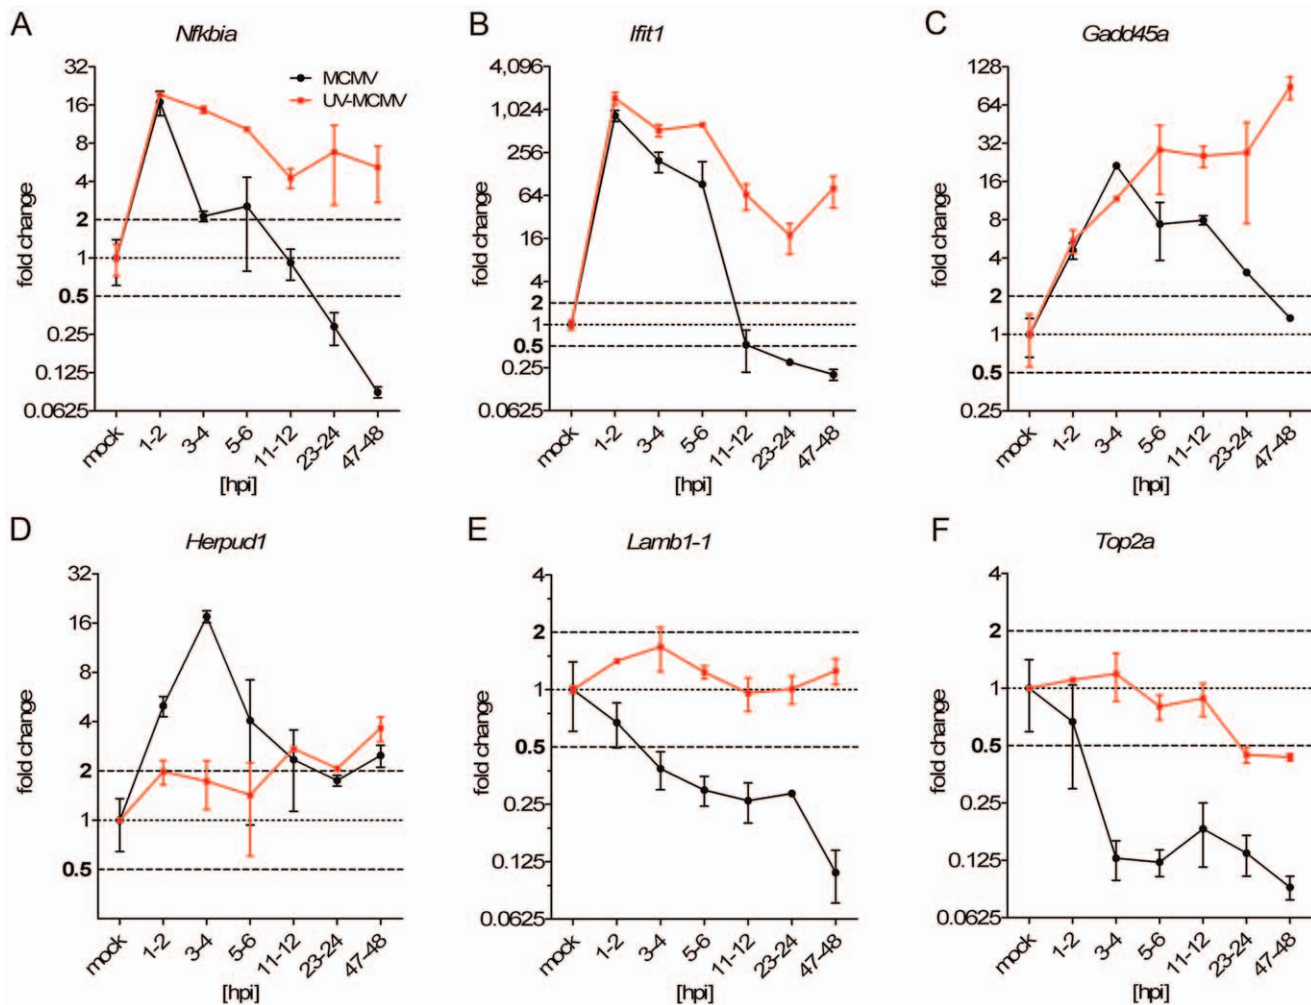 A
Nfkbia
MCMV
UV-MCMV
fold change
32
16
8
4
2
1
0.5
0.25
0.125
0.0625
mock
1-2
3-4
5-6
11-12
23-24
47-48
[hpi]
B
Ifit1
fold change
4,096
1,024
256
64
16
4
2
1
0.5
0.25
0.0625
mock
1-2
3-4
5-6
11-12
23-24
47-48
[hpi]
C
Gadd45a
fold change
128
64
32
16
8
4
2
1
0.5
0.25
mock
1-2
3-4
5-6
11-12
23-24
47-48
[hpi]
D
Herpud1
fold change
32
16
8
4
2
1
0.5
mock
1-2
3-4
5-6
11-12
23-24
47-48
[hpi]
E
Lamb1-1
fold change
4
2
1
0.5
0.25
0.125
0.0625
mock
1-2
3-4
5-6
11-12
23-24
47-48
[hpi]
F
Top2a
fold change
4
2
1
0.5
0.25
0.125
0.0625
mock
1-2
3-4
5-6
11-12
23-24
47-48
[hpi]